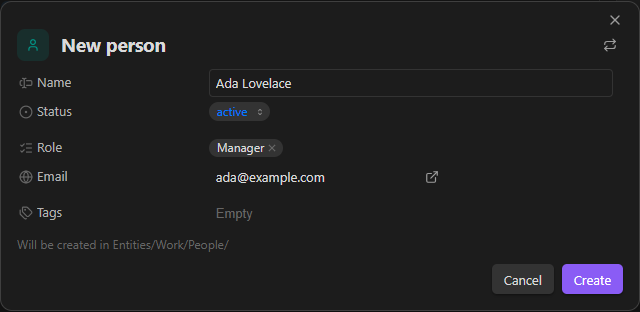 New person
Name Ada Lovelace
Status active
Role Manager
Email ada@example.com
Tags Empty
Will be created in Entities/Work/People/
Cancel Create